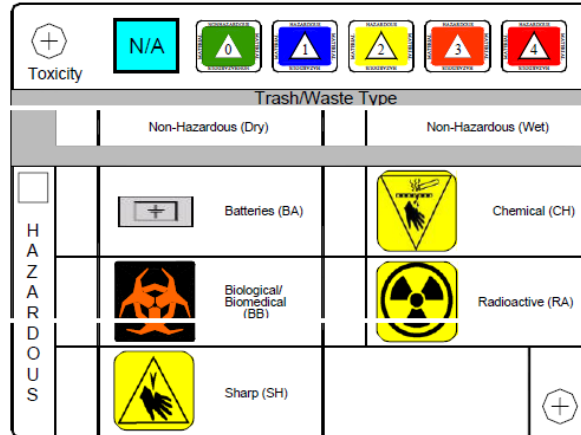 N/A
0
1
2
3
4
Toxicity
Trash/Waste Type
Non-Hazardous (Dry)
Non-Hazardous (Wet)
HAZARDOUS
Batteries (BA)
Chemical (CH)
Biological/
Biomedical
(BB)
Radioactive (RA)
Sharp (SH)